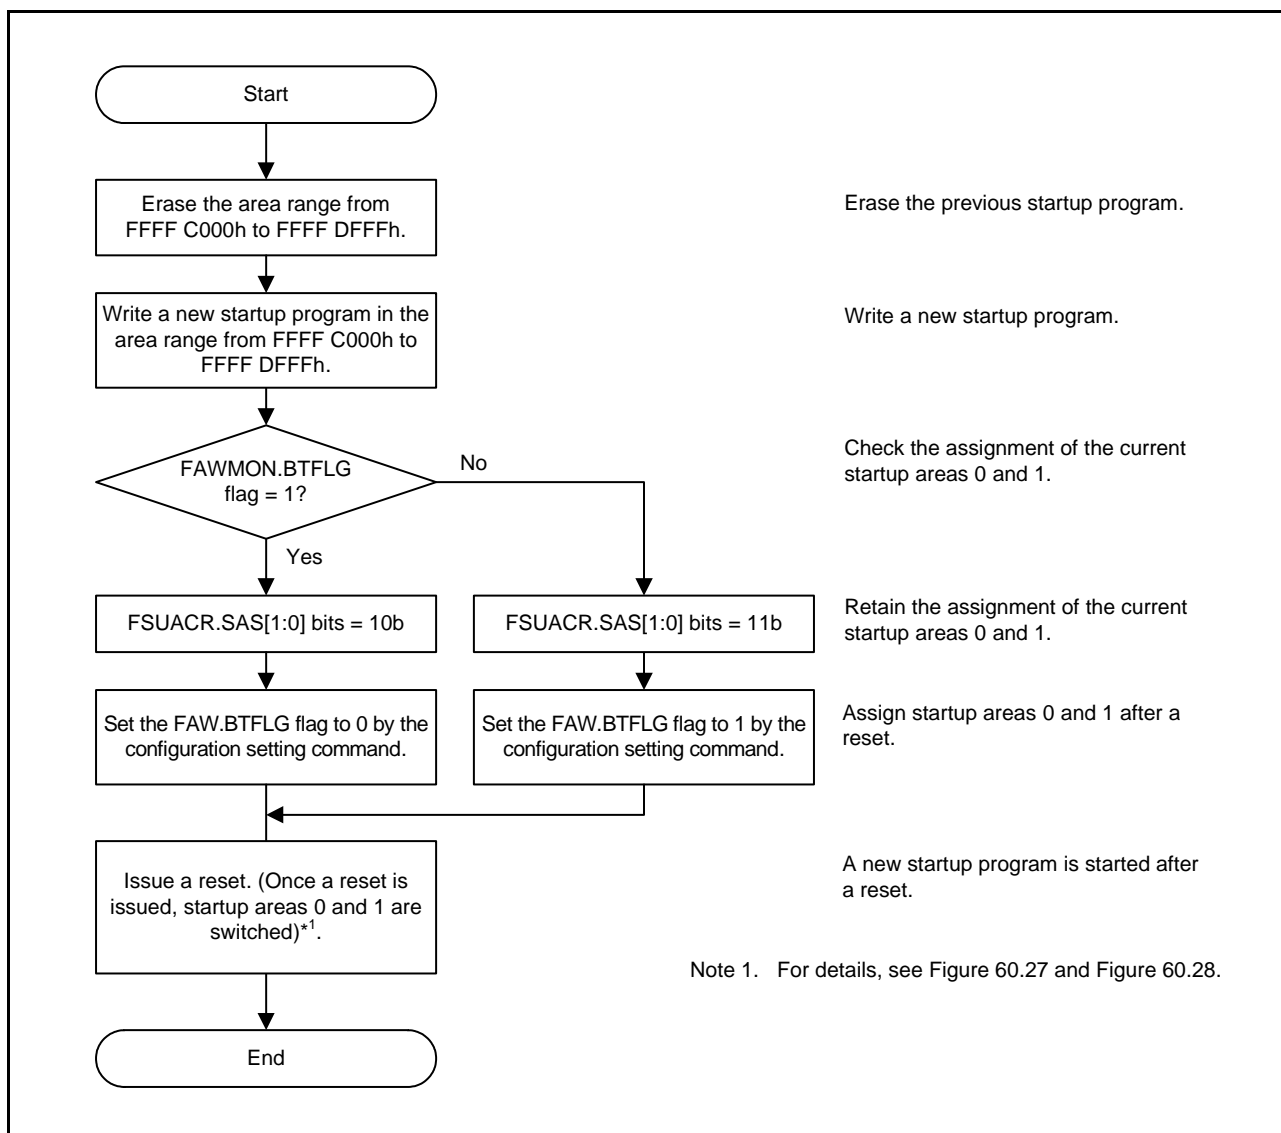 Start
Erase the area range from
FFFF C000h to FFFF DFFFh.
Erase the previous startup program.
Write a new startup program in the
area range from FFFF C000h to
FFFF DFFFh.
Write a new startup program.
FAWMON.BTFLG
flag = 1?
No
Yes
Check the assignment of the current
startup areas 0 and 1.
FSUACR.SAS[1:0] bits = 10b
FSUACR.SAS[1:0] bits = 11b
Retain the assignment of the current
startup areas 0 and 1.
Set the FAW.BTFLG flag to 0 by the
configuration setting command.
Set the FAW.BTFLG flag to 1 by the
configuration setting command.
Assign startup areas 0 and 1 after a
reset.
Issue a reset. (Once a reset is
issued, startup areas 0 and 1 are
switched)*1.
A new startup program is started after
a reset.
Note 1. For details, see Figure 60.27 and Figure 60.28.
End